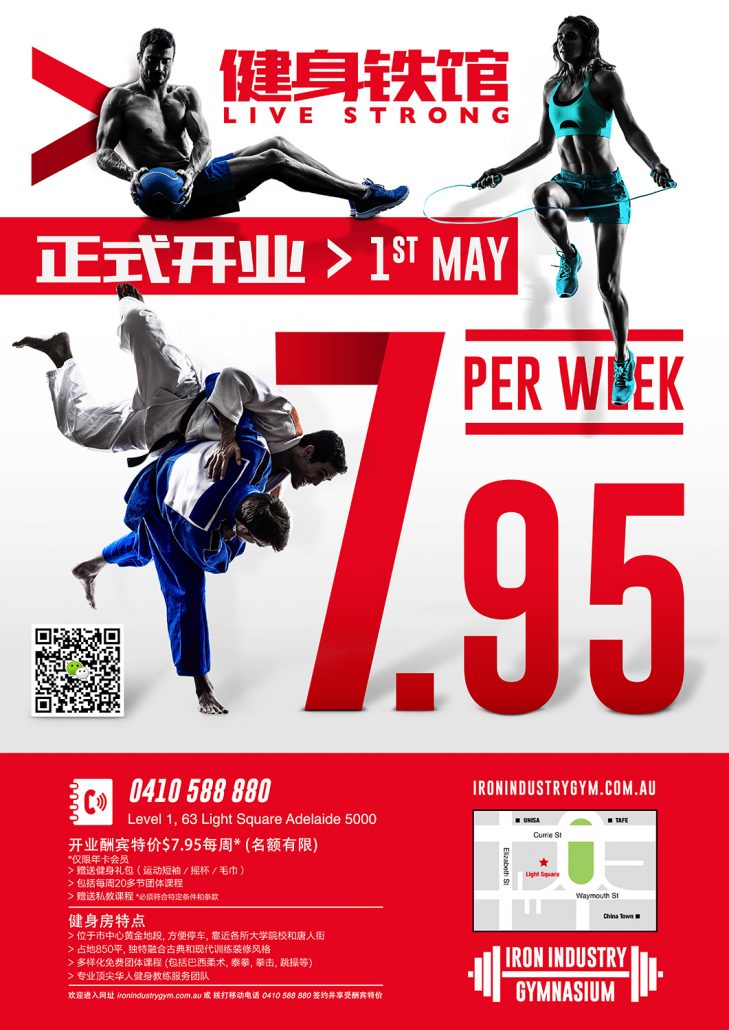 健身铁馆
LIVE STRONG
正式开业 > 1ST MAY
PER WEEK
7.95
0410 588 880
Level 1, 63 Light Square Adelaide 5000
开业酬宾特价$7.95每周* (名额有限)
*仅限年卡会员
> 赠送健身礼包 ( 运动短袖 / 摇杯 / 毛巾 )
> 包括每周20多节团体课程
> 赠送私教课程 *必须符合特定条件和条款
健身房特点
> 位于市中心黄金地段, 方便停车, 靠近各所大学院校和唐人街
> 占地850平, 独特融合古典和现代训练装修风格
> 多样化免费团体课程 (包括巴西柔术, 泰拳, 拳击, 跳操等)
> 专业顶尖华人健身教练服务团队
欢迎进入网址 ironindustrygym.com.au 或 拨打移动电话 0410 588 880 签约并享受酬宾特价
IRONINDUSTRYGYM.COM.AU
UNISA
TAFE
Currie St
Elizabeth St
Light Square
Waymouth St
China Town
IRON INDUSTRY
GYMNASIUM